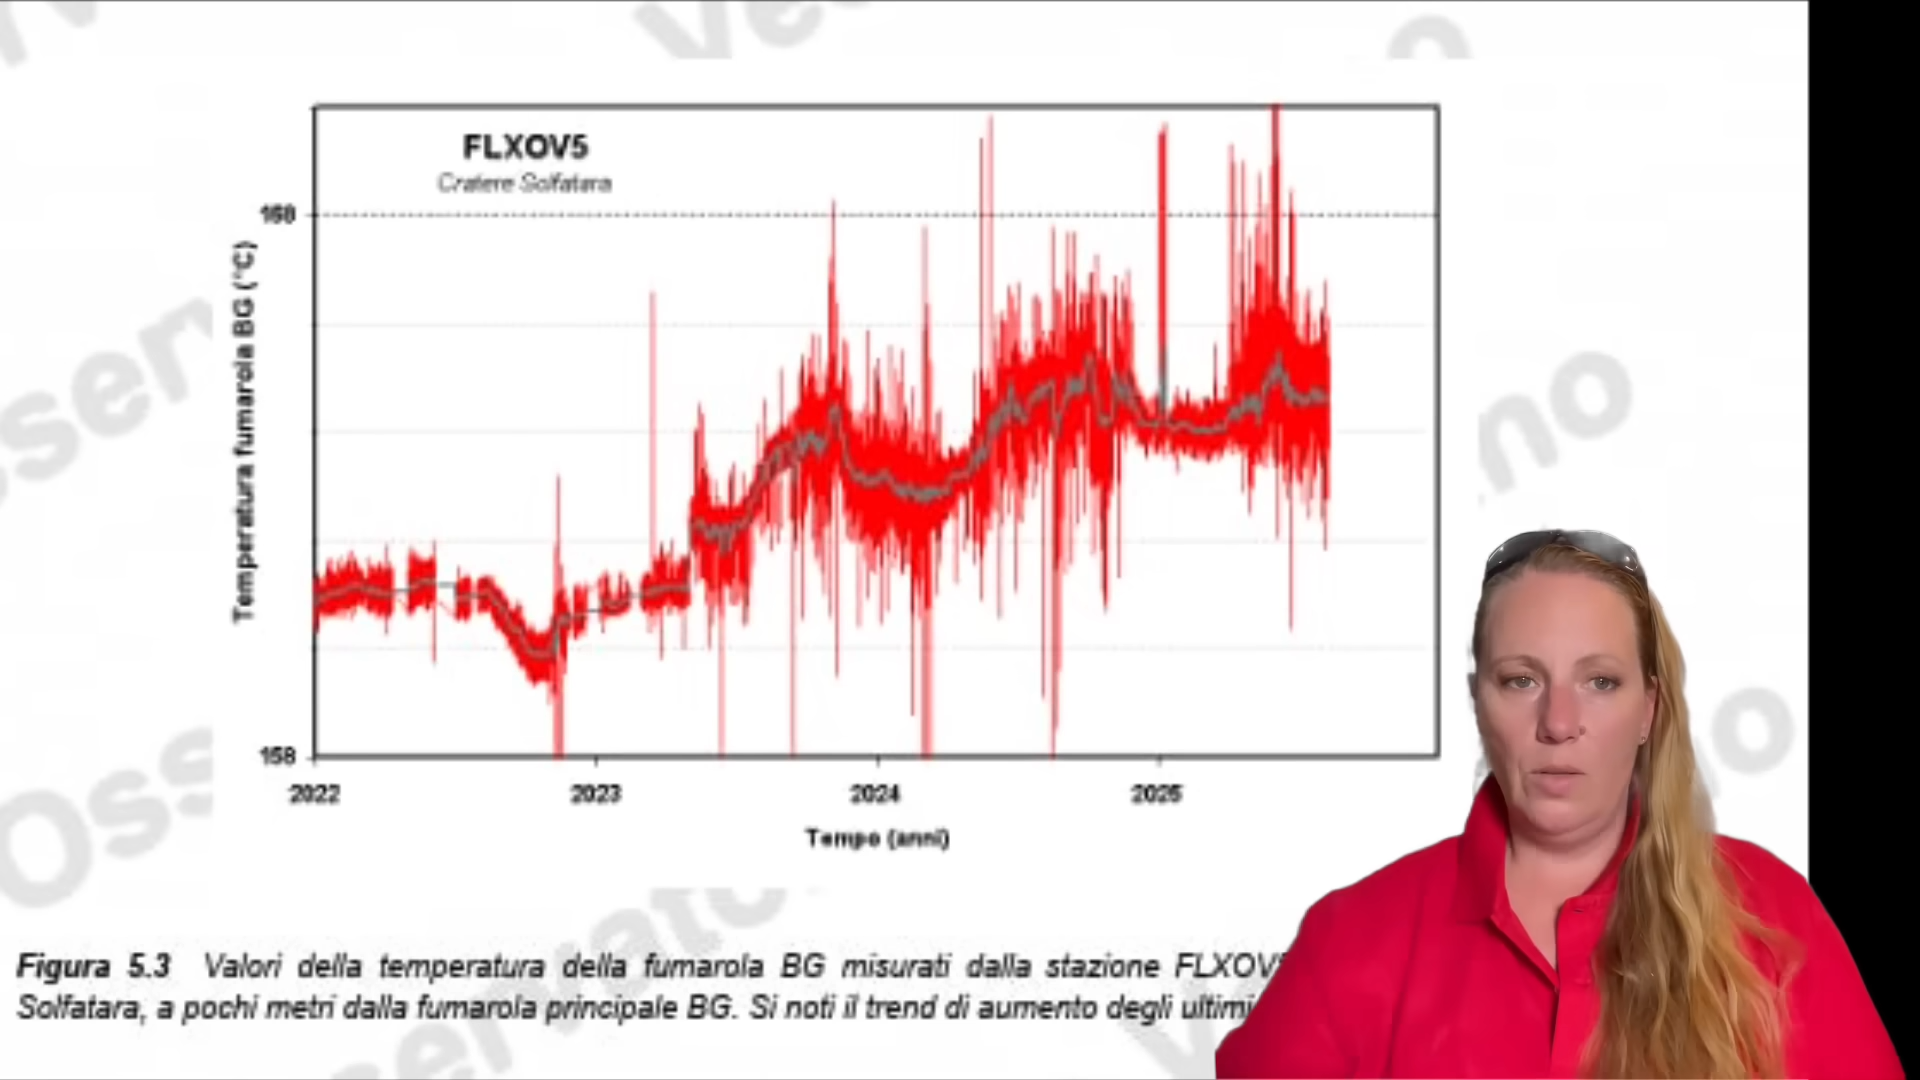 FLXOV5
Cratere Solfatara
168
Temperatura fumarola BG (°C)
158
2022 2023 2024 2025
Tempo (anni)
Figura 5.3 Valori della temperatura della fumarola BG misurati dalla stazione FLXOV
Solfatara, a pochi metri dalla fumarola principale BG. Si noti il trend di aumento degli ultimi